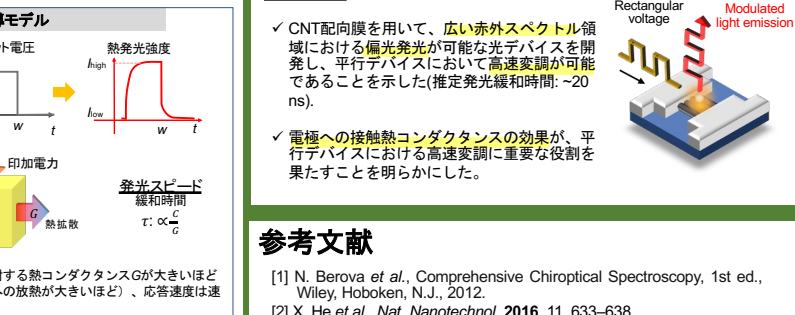 導モデル
ット電圧
熱発光強度
Ihigh
Ilow
w
t
w
t
印加電力
G
熱拡散
発光スピード
緩和時間
τ: ∝ C/G
対する熱コンダクタンスGが大きいほど
への放熱が大きいほど）、応答速度は速
✓ CNT配向膜を用いて、広い赤外スペクトル領
域における偏光発光が可能な光デバイスを開
発し、平行デバイスにおいて高速変調が可能
であることを示した(推定発光緩和時間: ~20
ns).
✓ 電極への接触熱コンダクタンスの効果が、平
行デバイスにおける高速変調に重要な役割を
果たすことを明らかにした。
Rectangular
voltage
Modulated
light emission
参考文献
[1] N. Berova et al., Comprehensive Chiroptical Spectroscopy, 1st ed.,
Wiley, Hoboken, N.J., 2012.
[2] X. He et al., Nat. Nanotechnol. 2016, 11, 633–638.